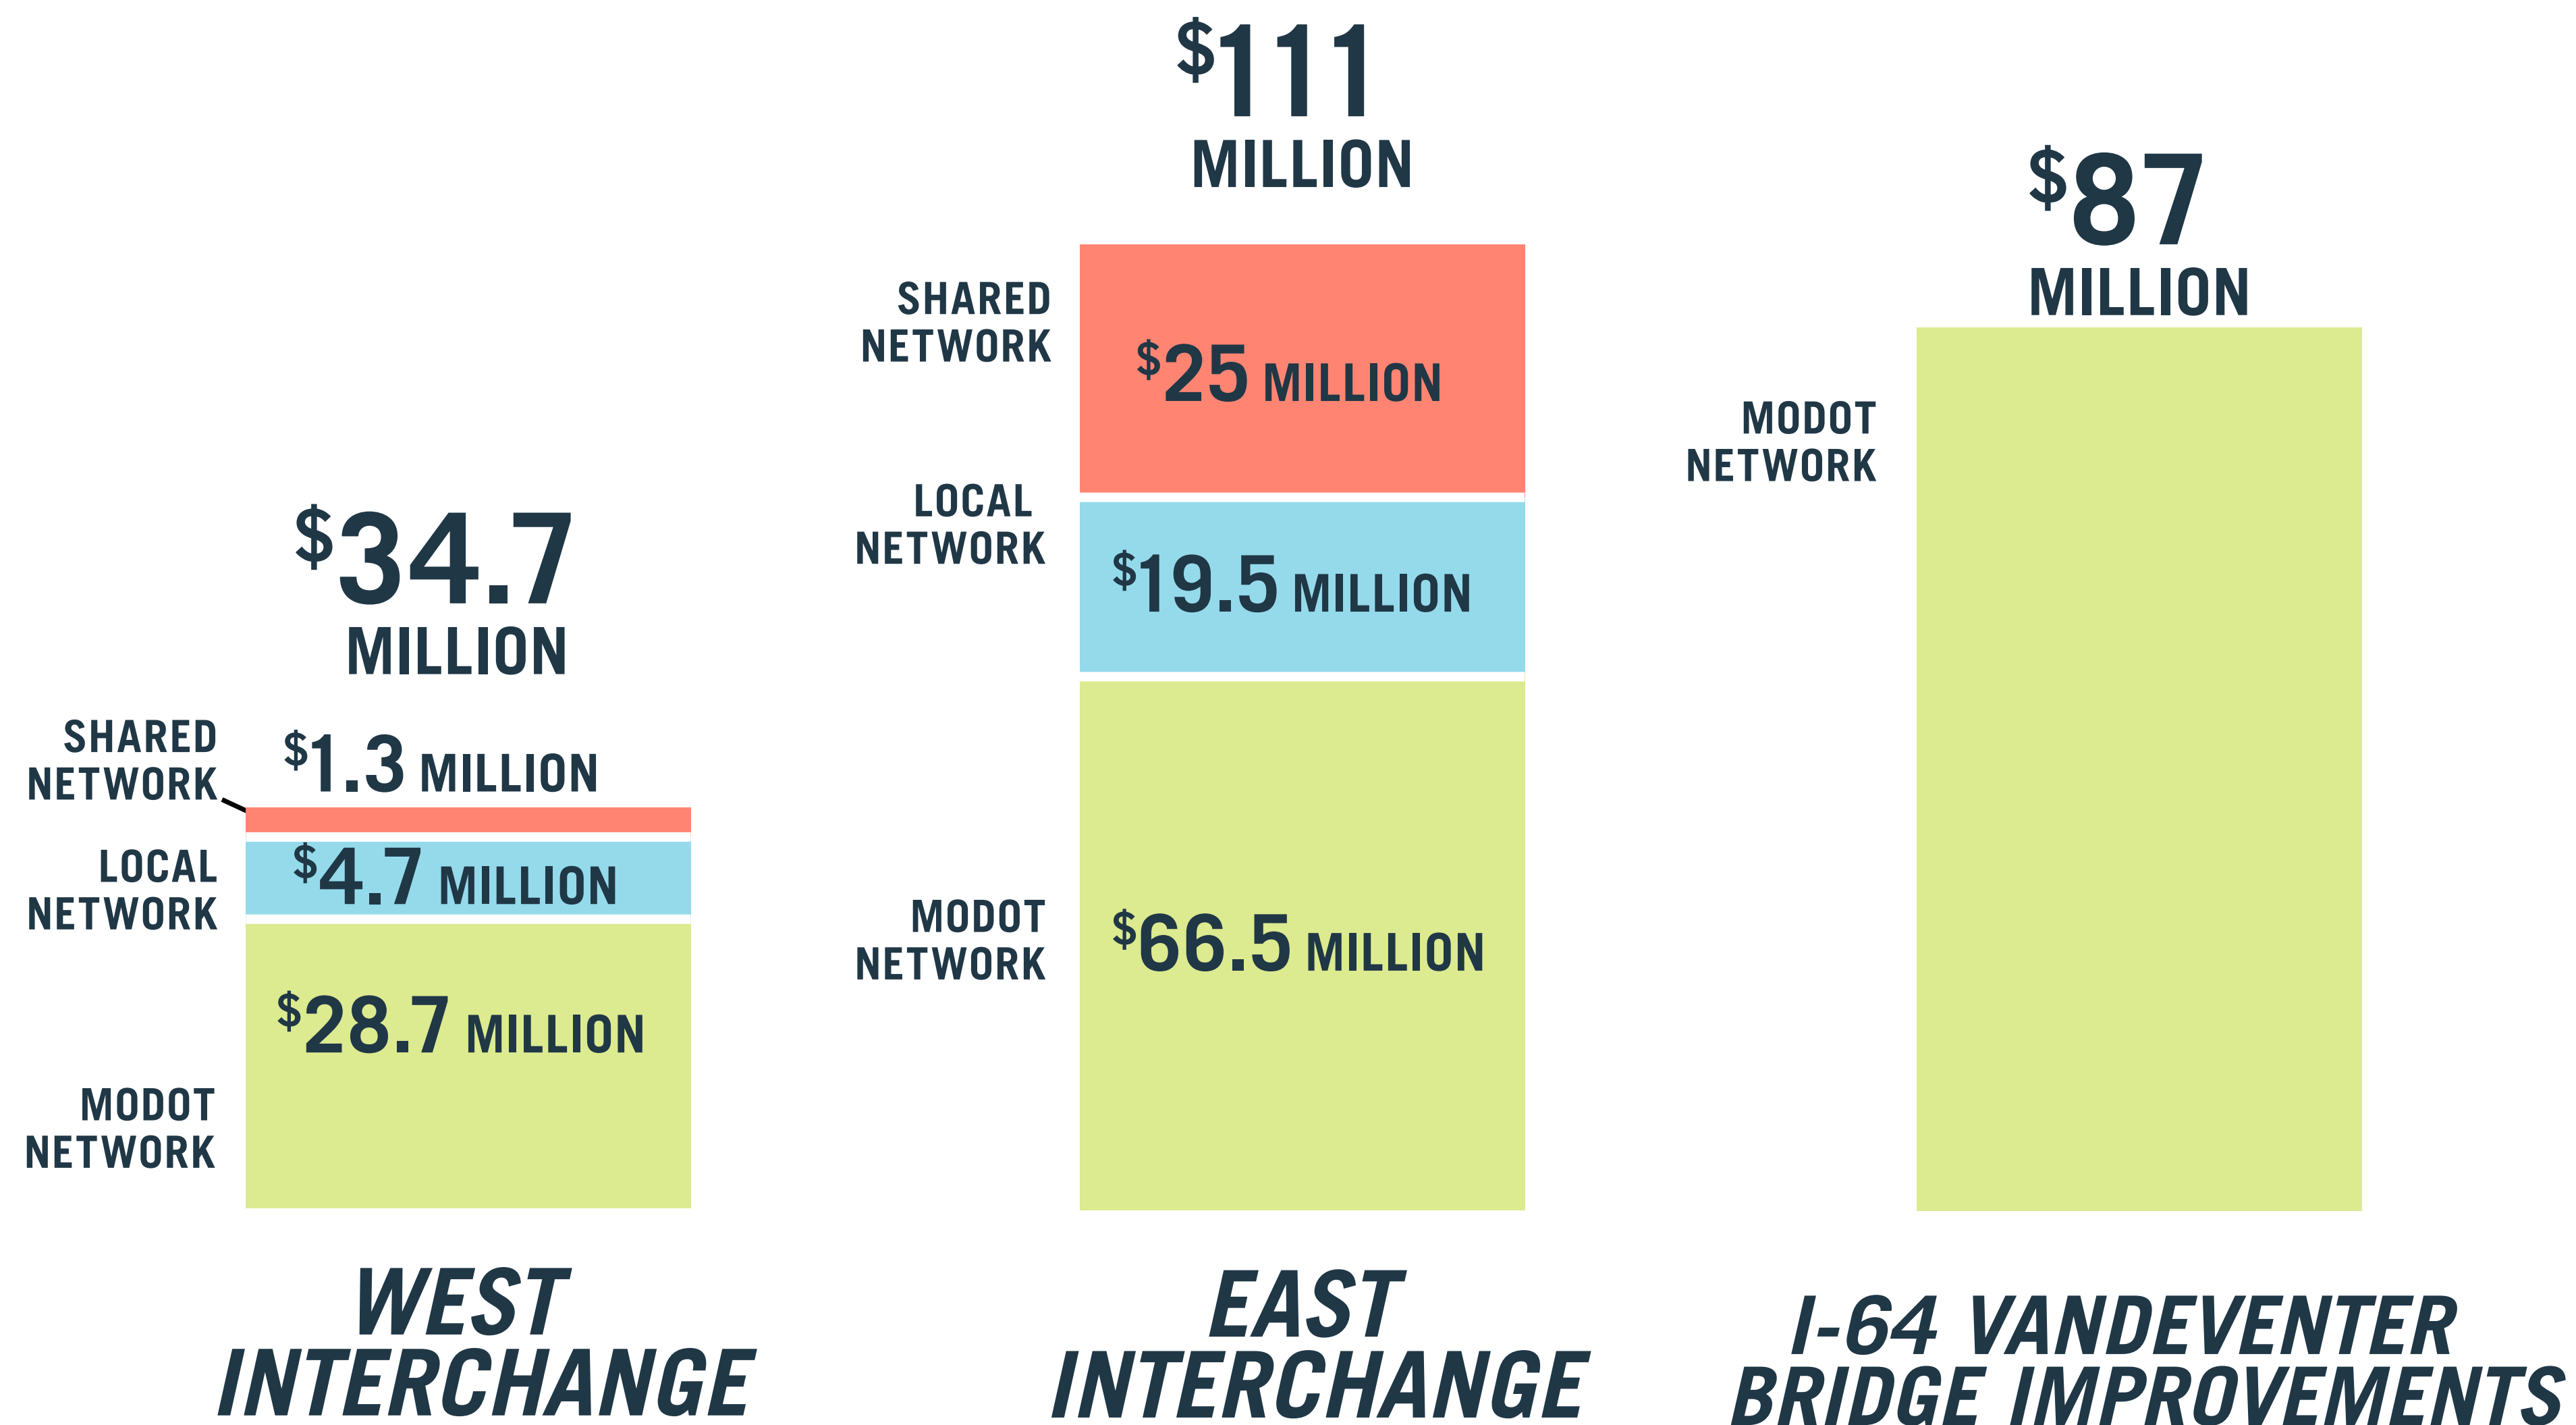 $34.7
MILLION
SHARED
NETWORK
$1.3 MILLION
LOCAL
NETWORK
$4.7 MILLION
$28.7 MILLION
MODOT
NETWORK
WEST
INTERCHANGE
$111
MILLION
SHARED
NETWORK
$25 MILLION
LOCAL
NETWORK
$19.5 MILLION
MODOT
NETWORK
$66.5 MILLION
EAST
INTERCHANGE
$87
MILLION
MODOT
NETWORK
I-64 VANDEVENTER
BRIDGE IMPROVEMENTS